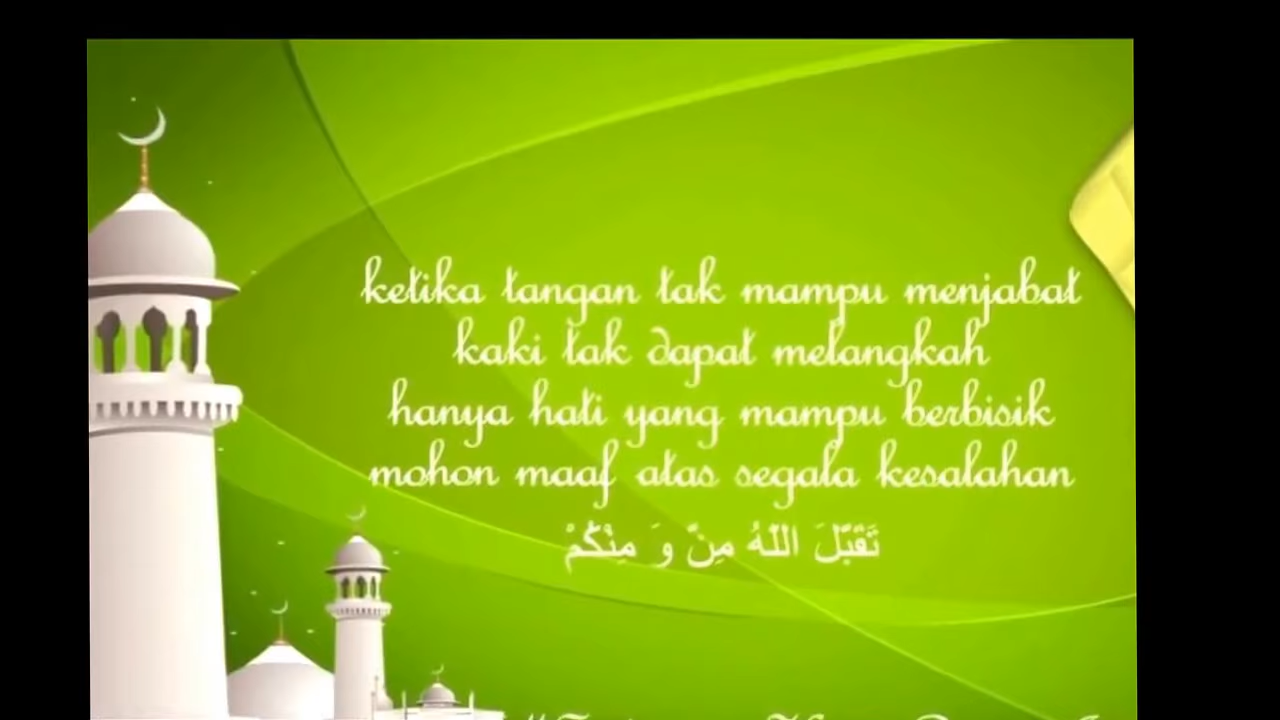 ketika tangan tak mampu menjabat
kaki tak dapat melangkah
hanya hati yang mampu berbisik
mohon maaf atas segala kesalahan
تَقَبَّلَ اللّهُ مِنَّ وَ مِنْكُمْ